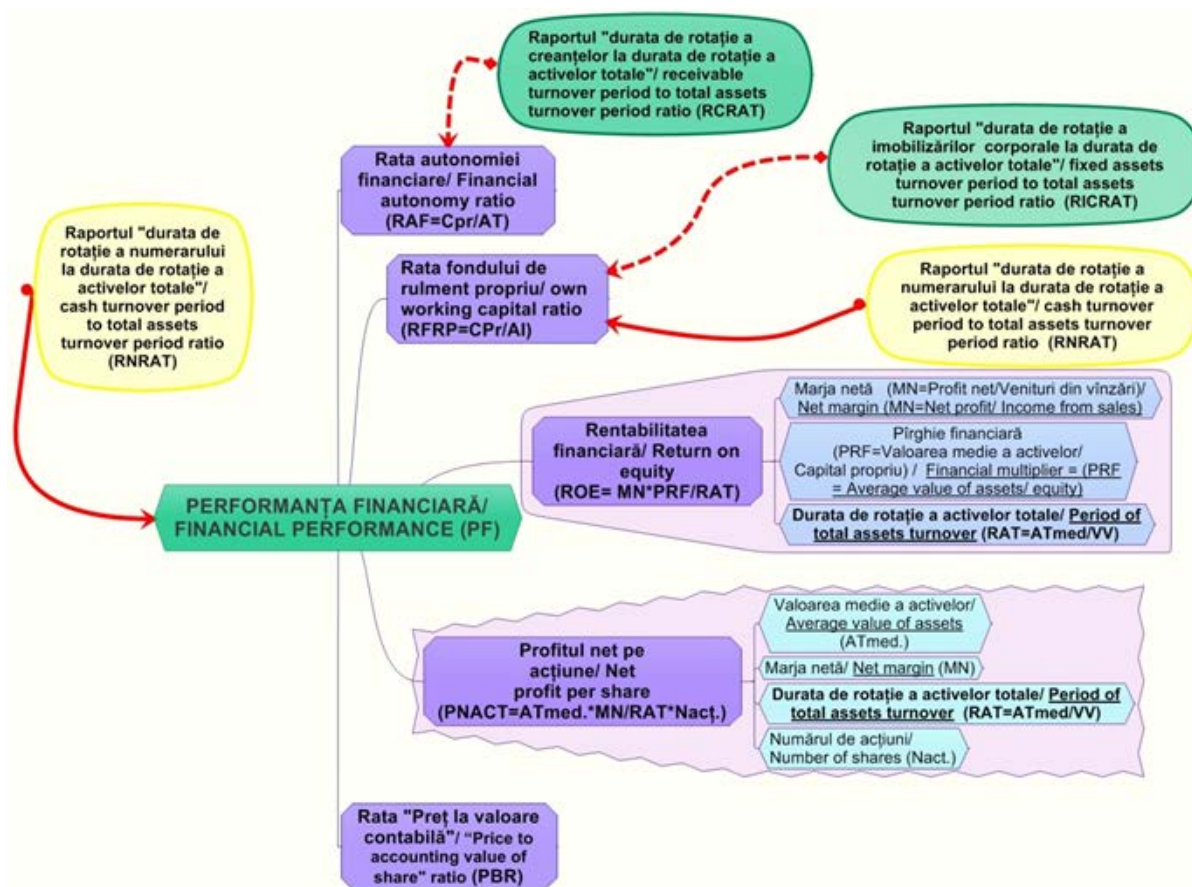 Raportul "durata de rotație a
creanțelor la durata de rotație a
activelor totale"/ receivable
turnover period to total assets
turnover period ratio (RCRAT)
Raportul "durata de rotație a
imobilizărilor corporale la durata de
rotație a activelor totale"/ fixed assets
turnover period to total assets
turnover period ratio (RICRAT)
Rata autonomiei
financiare/ Financial
autonomy ratio
(RAF=Cpr/AT)
Raportul "durata de
rotație a numerarului
la durata de rotație a
activelor totale"/
cash turnover period
to total assets
turnover period ratio
(RNRAT)
Rata fondului de
rulment propriu/ own
working capital ratio
(RFRP=CPr/AI)
Raportul "durata de rotație a
numerarului la durata de rotație a
activelor totale"/ cash turnover
period to total assets turnover
period ratio (RNRAT)
Rentabilitatea
financiară/ Return on
equity
(ROE= MN*PRF/RAT)
Marja netă (MN=Profit net/Venituri din vînzări)/
Net margin (MN=Net profit/ Income from sales)
Pîrghie financiară
(PRF=Valoarea medie a activelor/
Capital propriu) / Financial multiplier = (PRF
= Average value of assets/ equity)
Durata de rotație a activelor totale/ Period of
total assets turnover (RAT=ATmed/VV)
PERFORMANȚA FINANCIARĂ/
FINANCIAL PERFORMANCE (PF)
Profitul net pe
acțiune/ Net
profit per share
(PNACT=ATmed.*MN/RAT*Nacț.)
Valoarea medie a activelor/
Average value of assets
(ATmed.)
Marja netă/ Net margin (MN)
Durata de rotație a activelor totale/ Period of
total assets turnover (RAT=ATmed/VV)
Numărul de acțiuni/
Number of shares (Nact.)
Rata "Preț la valoare
contabilă"/ “Price to
accounting value of
share" ratio (PBR)